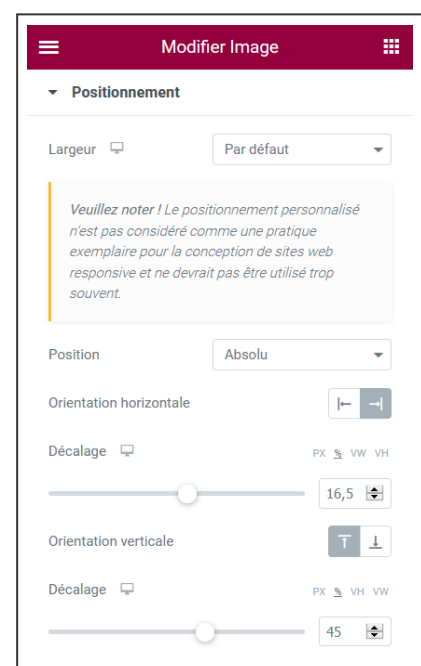 Modifier Image
Positionnement
Largeur Par défaut
Veuillez noter ! Le positionnement personnalisé
n'est pas considéré comme une pratique
exemplaire pour la conception de sites web
responsive et ne devrait pas être utilisé trop
souvent.
Position Absolu
Orientation horizontale
Décalage PX % VW VH
16,5
Orientation verticale
Décalage PX % VH VW
45